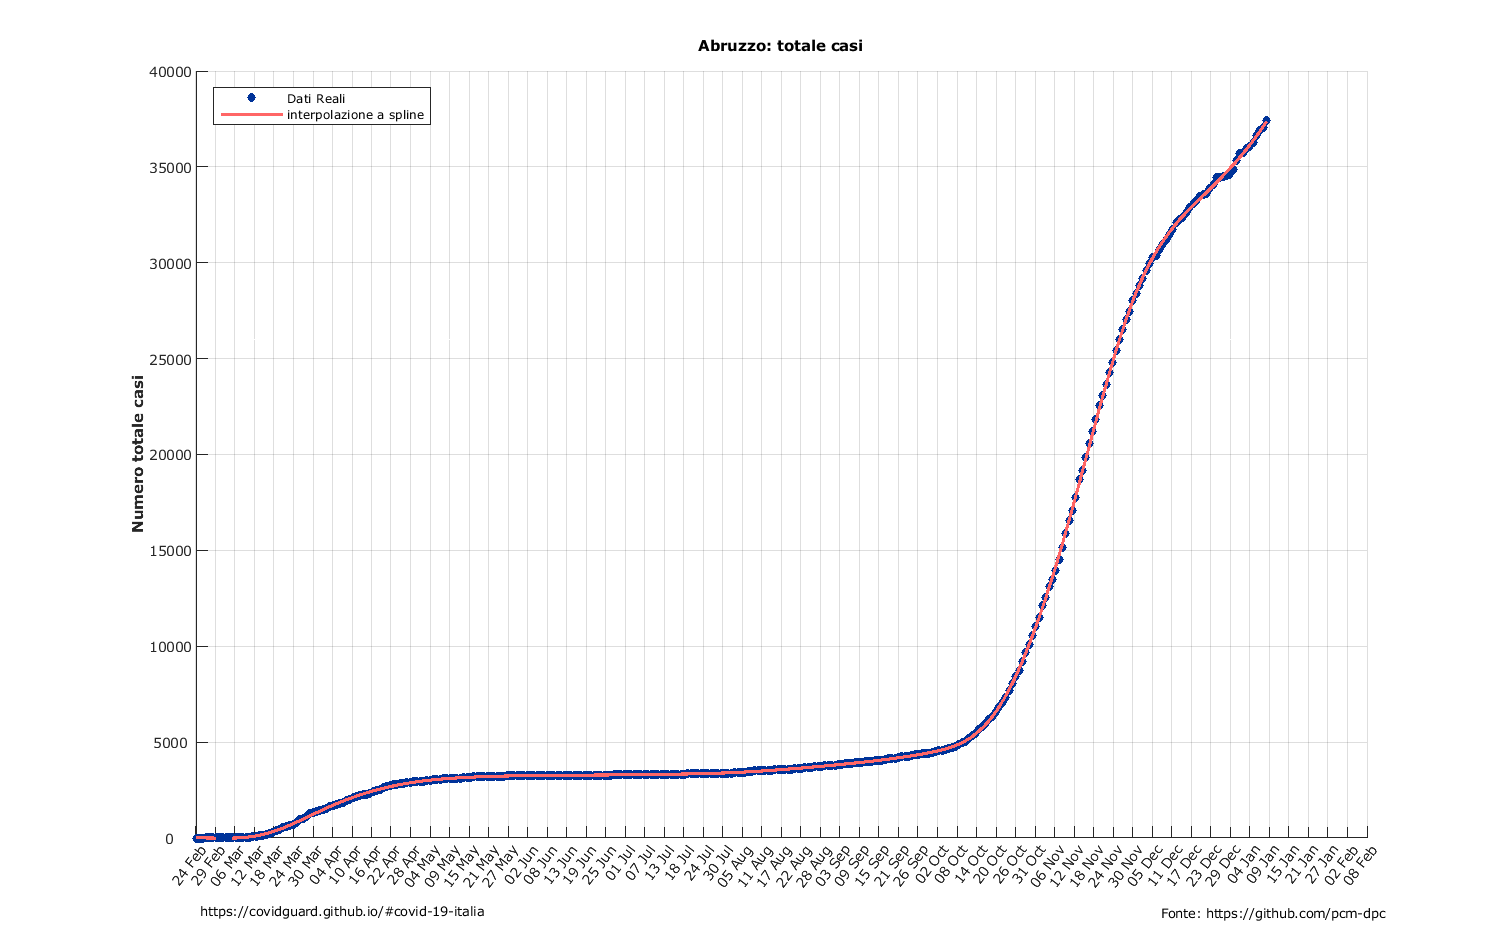 Abruzzo: totale casi
Dati Reali
interpolazione a spline
Numero totale casi
40000
35000
30000
25000
20000
15000
10000
5000
0
24 Feb
29 Feb
06 Mar
12 Mar
18 Mar
24 Mar
30 Mar
04 Apr
10 Apr
16 Apr
22 Apr
28 Apr
04 May
09 May
15 May
21 May
27 May
02 Jun
08 Jun
13 Jun
19 Jun
25 Jun
01 Jul
07 Jul
13 Jul
18 Jul
24 Jul
30 Jul
05 Aug
11 Aug
17 Aug
22 Aug
28 Aug
03 Sep
09 Sep
15 Sep
21 Sep
26 Oct
02 Oct
08 Oct
14 Oct
20 Oct
26 Oct
31 Nov
06 Nov
12 Nov
18 Nov
24 Nov
30 Dec
05 Dec
11 Dec
17 Dec
23 Dec
29 Dec
04 Jan
09 Jan
15 Jan
21 Jan
27 Jan
02 Feb
08 Feb
https://covidguard.github.io/#covid-19-italia
Fonte: https://github.com/pcm-dpc